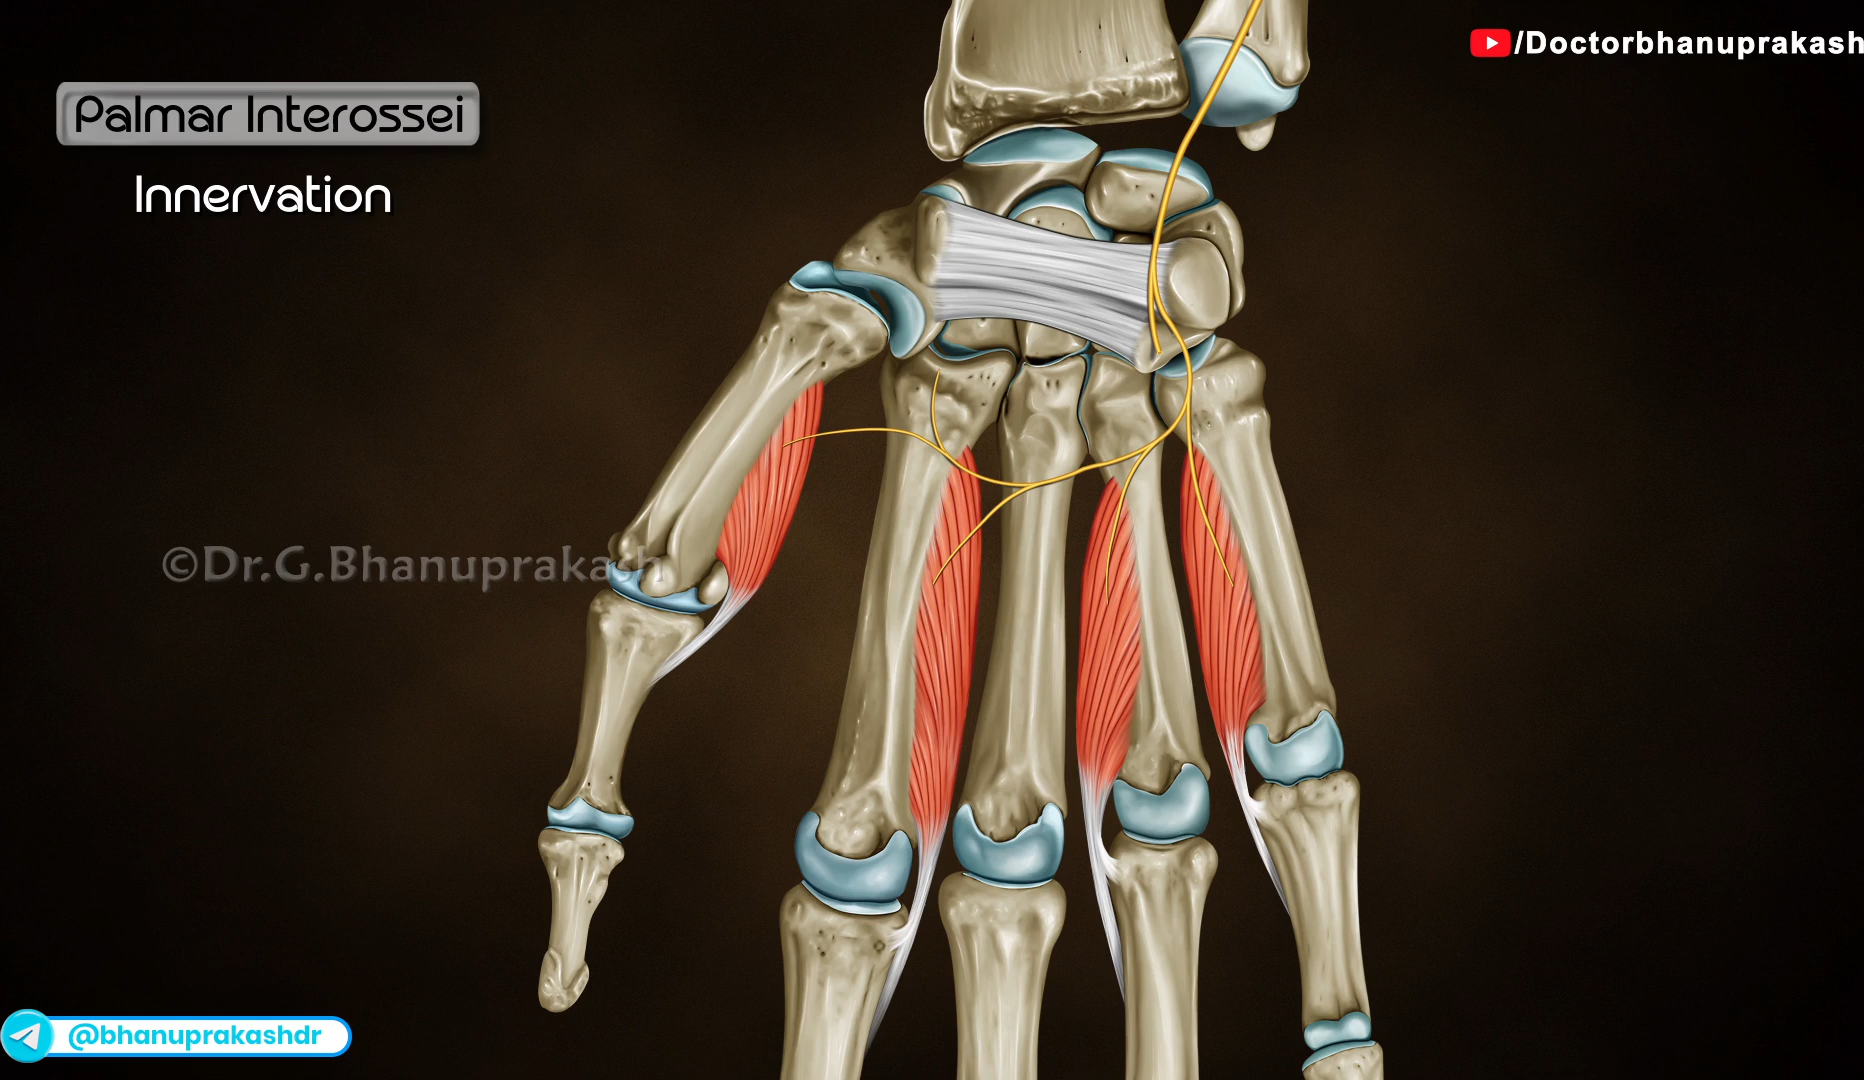 /Doctorbhanuprakash
Palmar Interossei
Innervation
©Dr.G.Bhanuprakash
@bhanuprakashdr